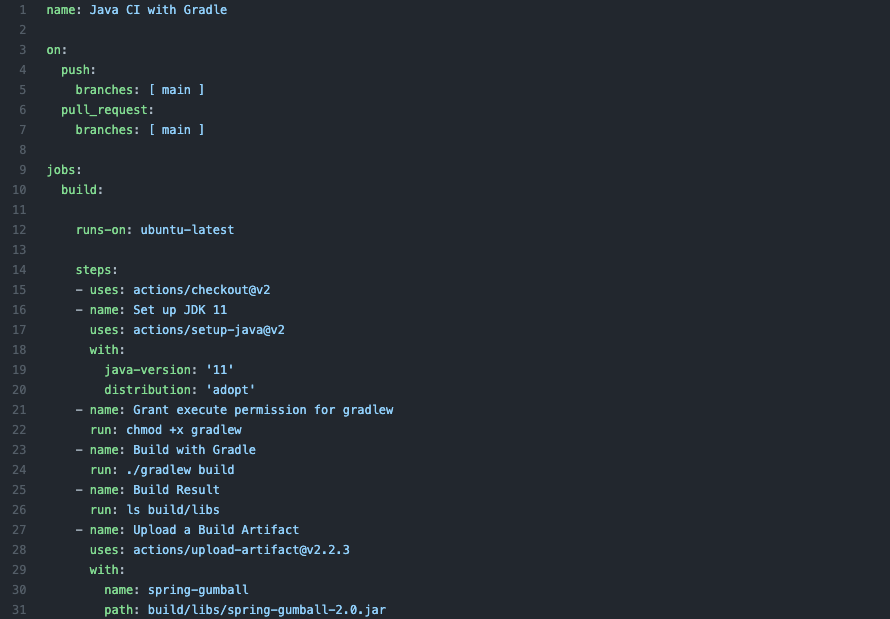 1 name: Java CI with Gradle
2
3 on:
4   push:
5     branches: [ main ]
6   pull_request:
7     branches: [ main ]
8
9 jobs:
10   build:
11
12     runs-on: ubuntu-latest
13
14     steps:
15     - uses: actions/checkout@v2
16     - name: Set up JDK 11
17       uses: actions/setup-java@v2
18       with:
19         java-version: '11'
20         distribution: 'adopt'
21     - name: Grant execute permission for gradlew
22       run: chmod +x gradlew
23     - name: Build with Gradle
24       run: ./gradlew build
25     - name: Build Result
26       run: ls build/libs
27     - name: Upload a Build Artifact
28       uses: actions/upload-artifact@v2.2.3
29       with:
30         name: spring-gumball
31         path: build/libs/spring-gumball-2.0.jar